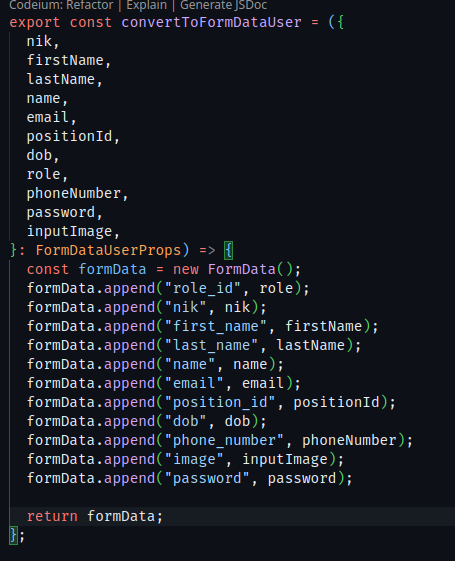 Codeium: Refactor | Explain | Generate JSDoc
export const convertToFormDataUser = ({
  nik,
  firstName,
  lastName,
  name,
  email,
  positionId,
  dob,
  role,
  phoneNumber,
  password,
  inputImage,
}: FormDataUserProps) => {
  const formData = new FormData();
  formData.append("role_id", role);
  formData.append("nik", nik);
  formData.append("first_name", firstName);
  formData.append("last_name", lastName);
  formData.append("name", name);
  formData.append("email", email);
  formData.append("position_id", positionId);
  formData.append("dob", dob);
  formData.append("phone_number", phoneNumber);
  formData.append("image", inputImage);
  formData.append("password", password);
  return formData;
};